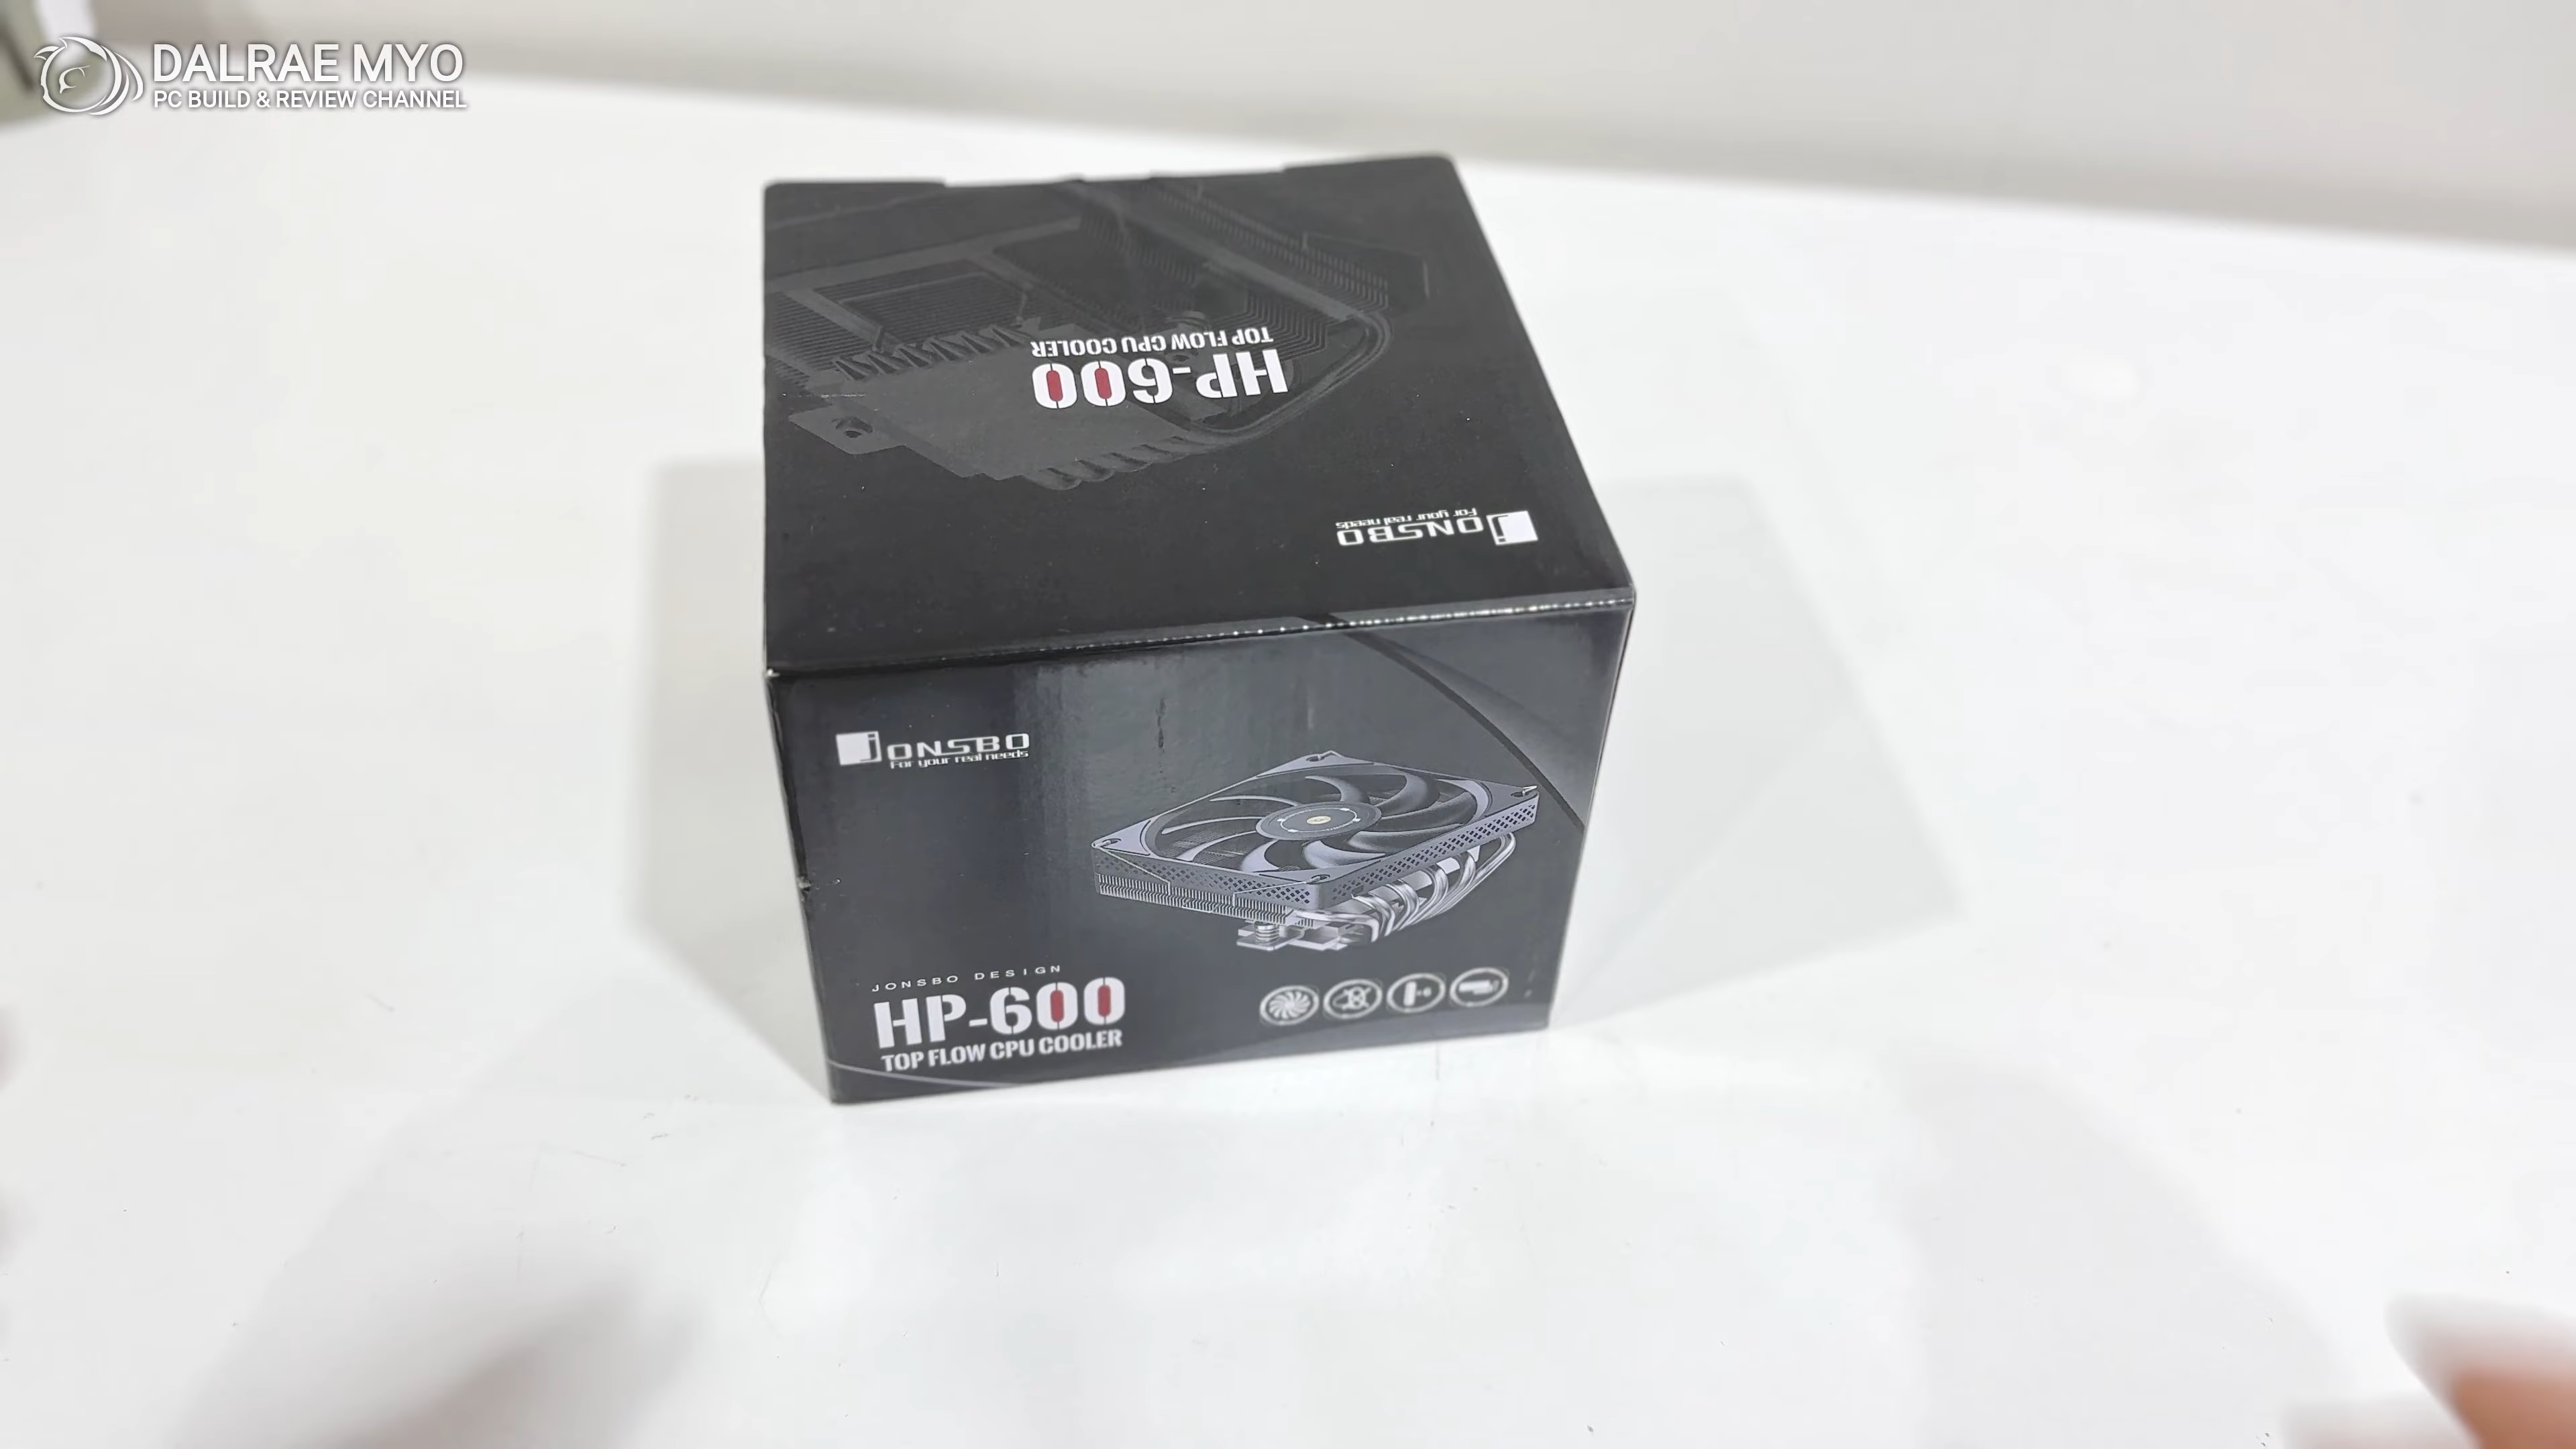 DALRAE MYO
PC BUILD & REVIEW CHANNEL
HP-600
TOP FLOW CPU COOLER
JONSBO
For your real needs
JONSBO
For your real needs
JONSBO DESIGN
HP-600
TOP FLOW CPU COOLER